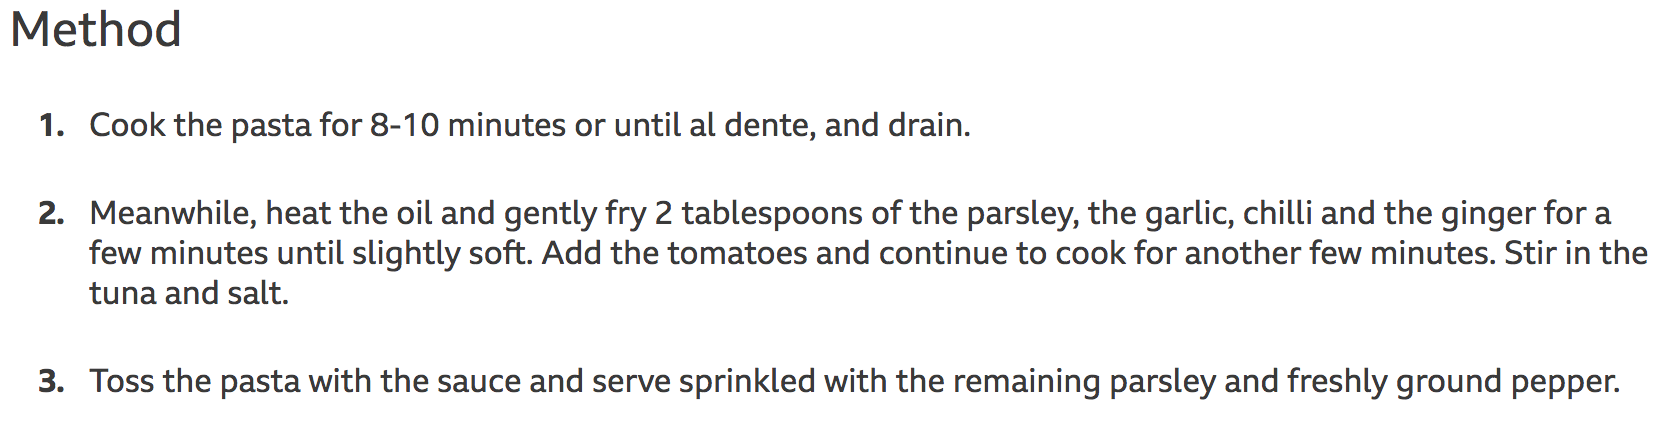 Method
1. Cook the pasta for 8-10 minutes or until al dente, and drain.
2. Meanwhile, heat the oil and gently fry 2 tablespoons of the parsley, the garlic, chilli and the ginger for a
few minutes until slightly soft. Add the tomatoes and continue to cook for another few minutes. Stir in the
tuna and salt.
3. Toss the pasta with the sauce and serve sprinkled with the remaining parsley and freshly ground pepper.